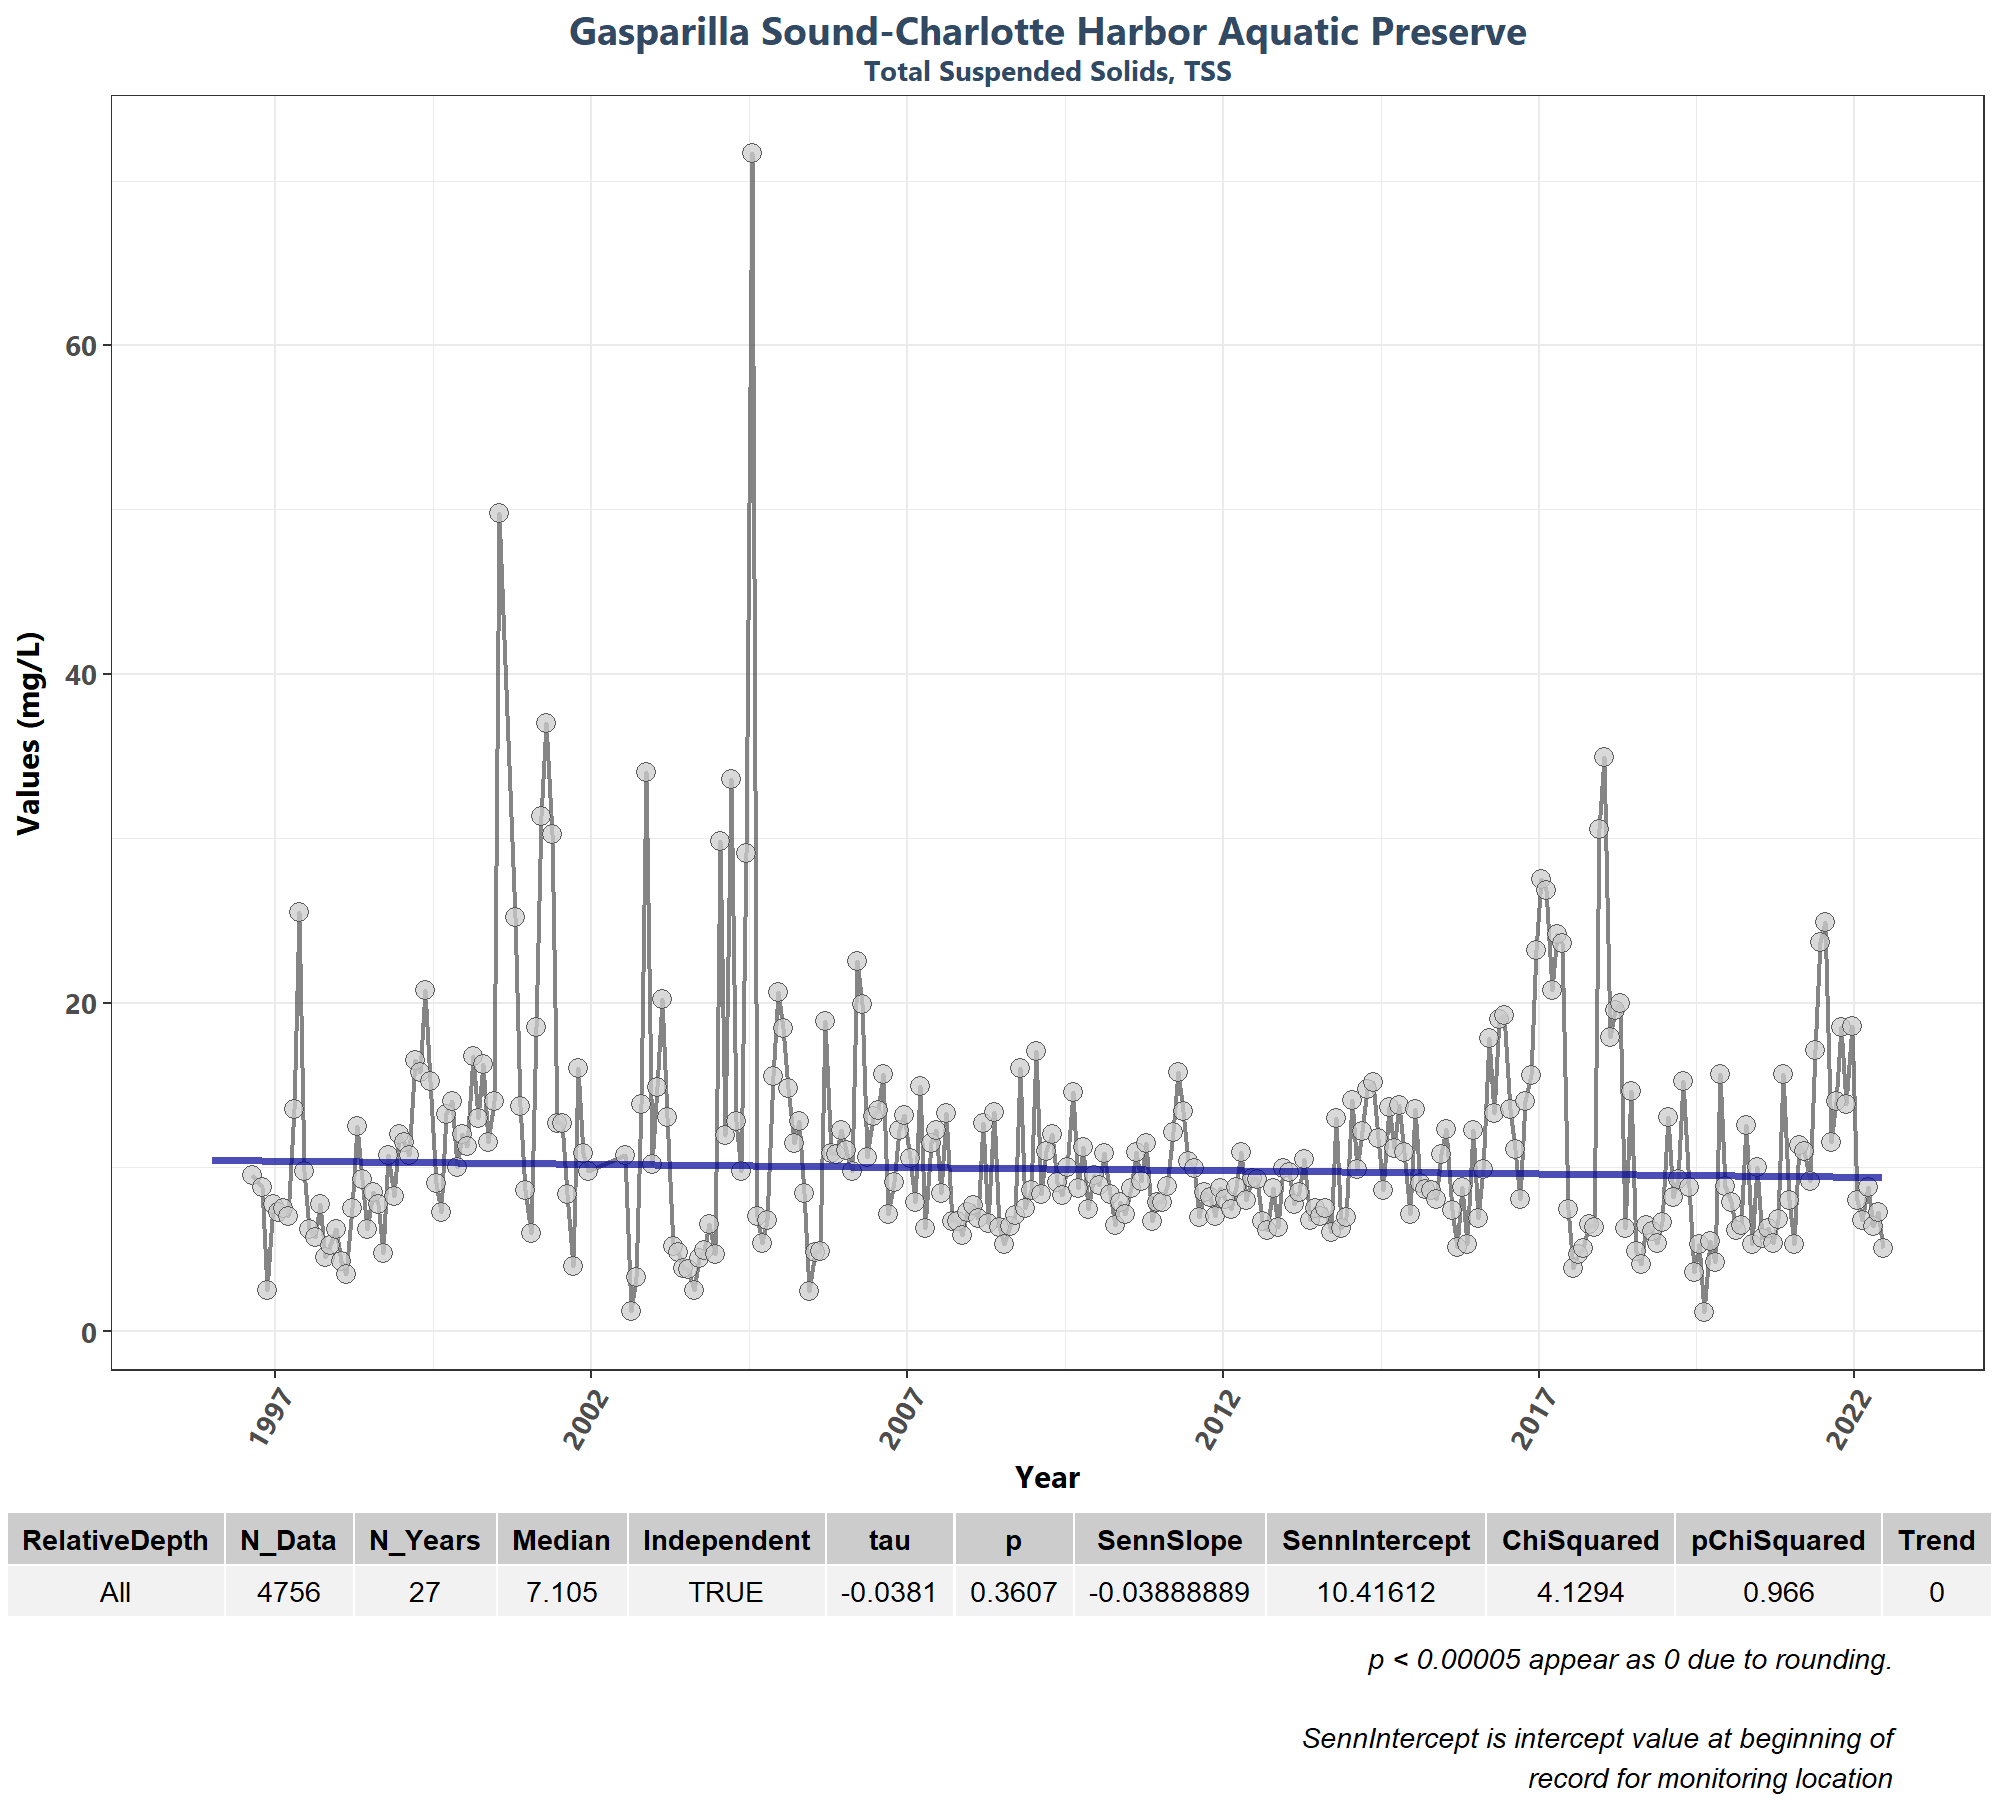 Gasparilla Sound-Charlotte Harbor Aquatic Preserve
Total Suspended Solids, TSS
Values (mg/L)
60
40
20
0
1997
2002
2007
2012
2017
2022
Year
RelativeDepth N_Data N_Years Median Independent tau p SennSlope SennIntercept ChiSquared pChiSquared Trend
All 4756 27 7.105 TRUE -0.0381 0.3607 -0.03888889 10.41612 4.1294 0.966 0
p < 0.00005 appear as 0 due to rounding.
SennIntercept is intercept value at beginning of
record for monitoring location